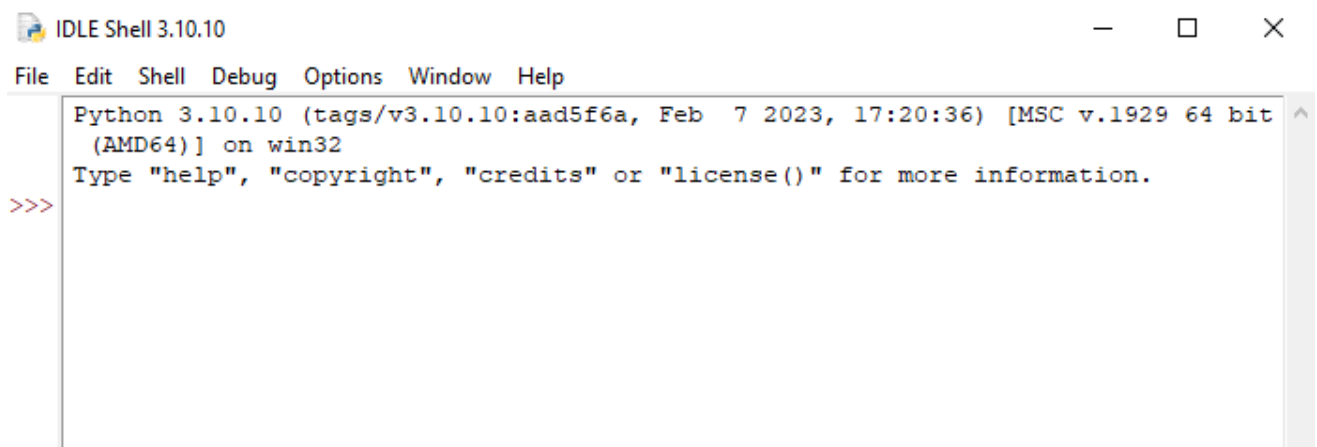 IDLE Shell 3.10.10
File Edit Shell Debug Options Window Help
Python 3.10.10 (tags/v3.10.10:aad5f6a, Feb  7 2023, 17:20:36) [MSC v.1929 64 bit
 (AMD64)] on win32
Type "help", "copyright", "credits" or "license()" for more information.
>>>